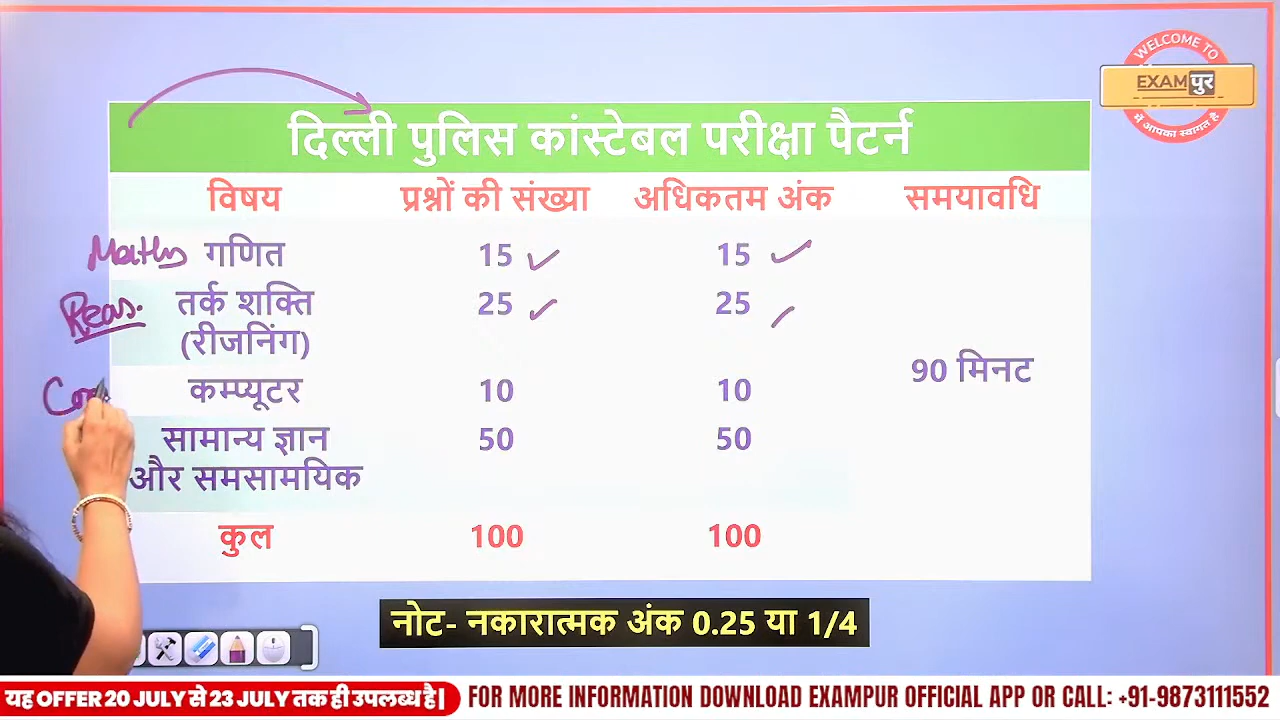 WELCOME TO
EXAMपुर
में आपका स्वागत है
दिल्ली पुलिस कांस्टेबल परीक्षा पैटर्न
विषय प्रश्नों की संख्या अधिकतम अंक समयावधि
Maths गणित 15 15
Reas. तर्क शक्ति 25 25
(रीजनिंग)
90 मिनट
कम्प्यूटर 10 10
सामान्य ज्ञान 50 50
और समसामयिक
कुल 100 100
नोट- नकारात्मक अंक 0.25 या 1/4
यह OFFER 20 JULY से 23 JULY तक ही उपलब्ध है| FOR MORE INFORMATION DOWNLOAD EXAMPUR OFFICIAL APP OR CALL: +91-9873111552